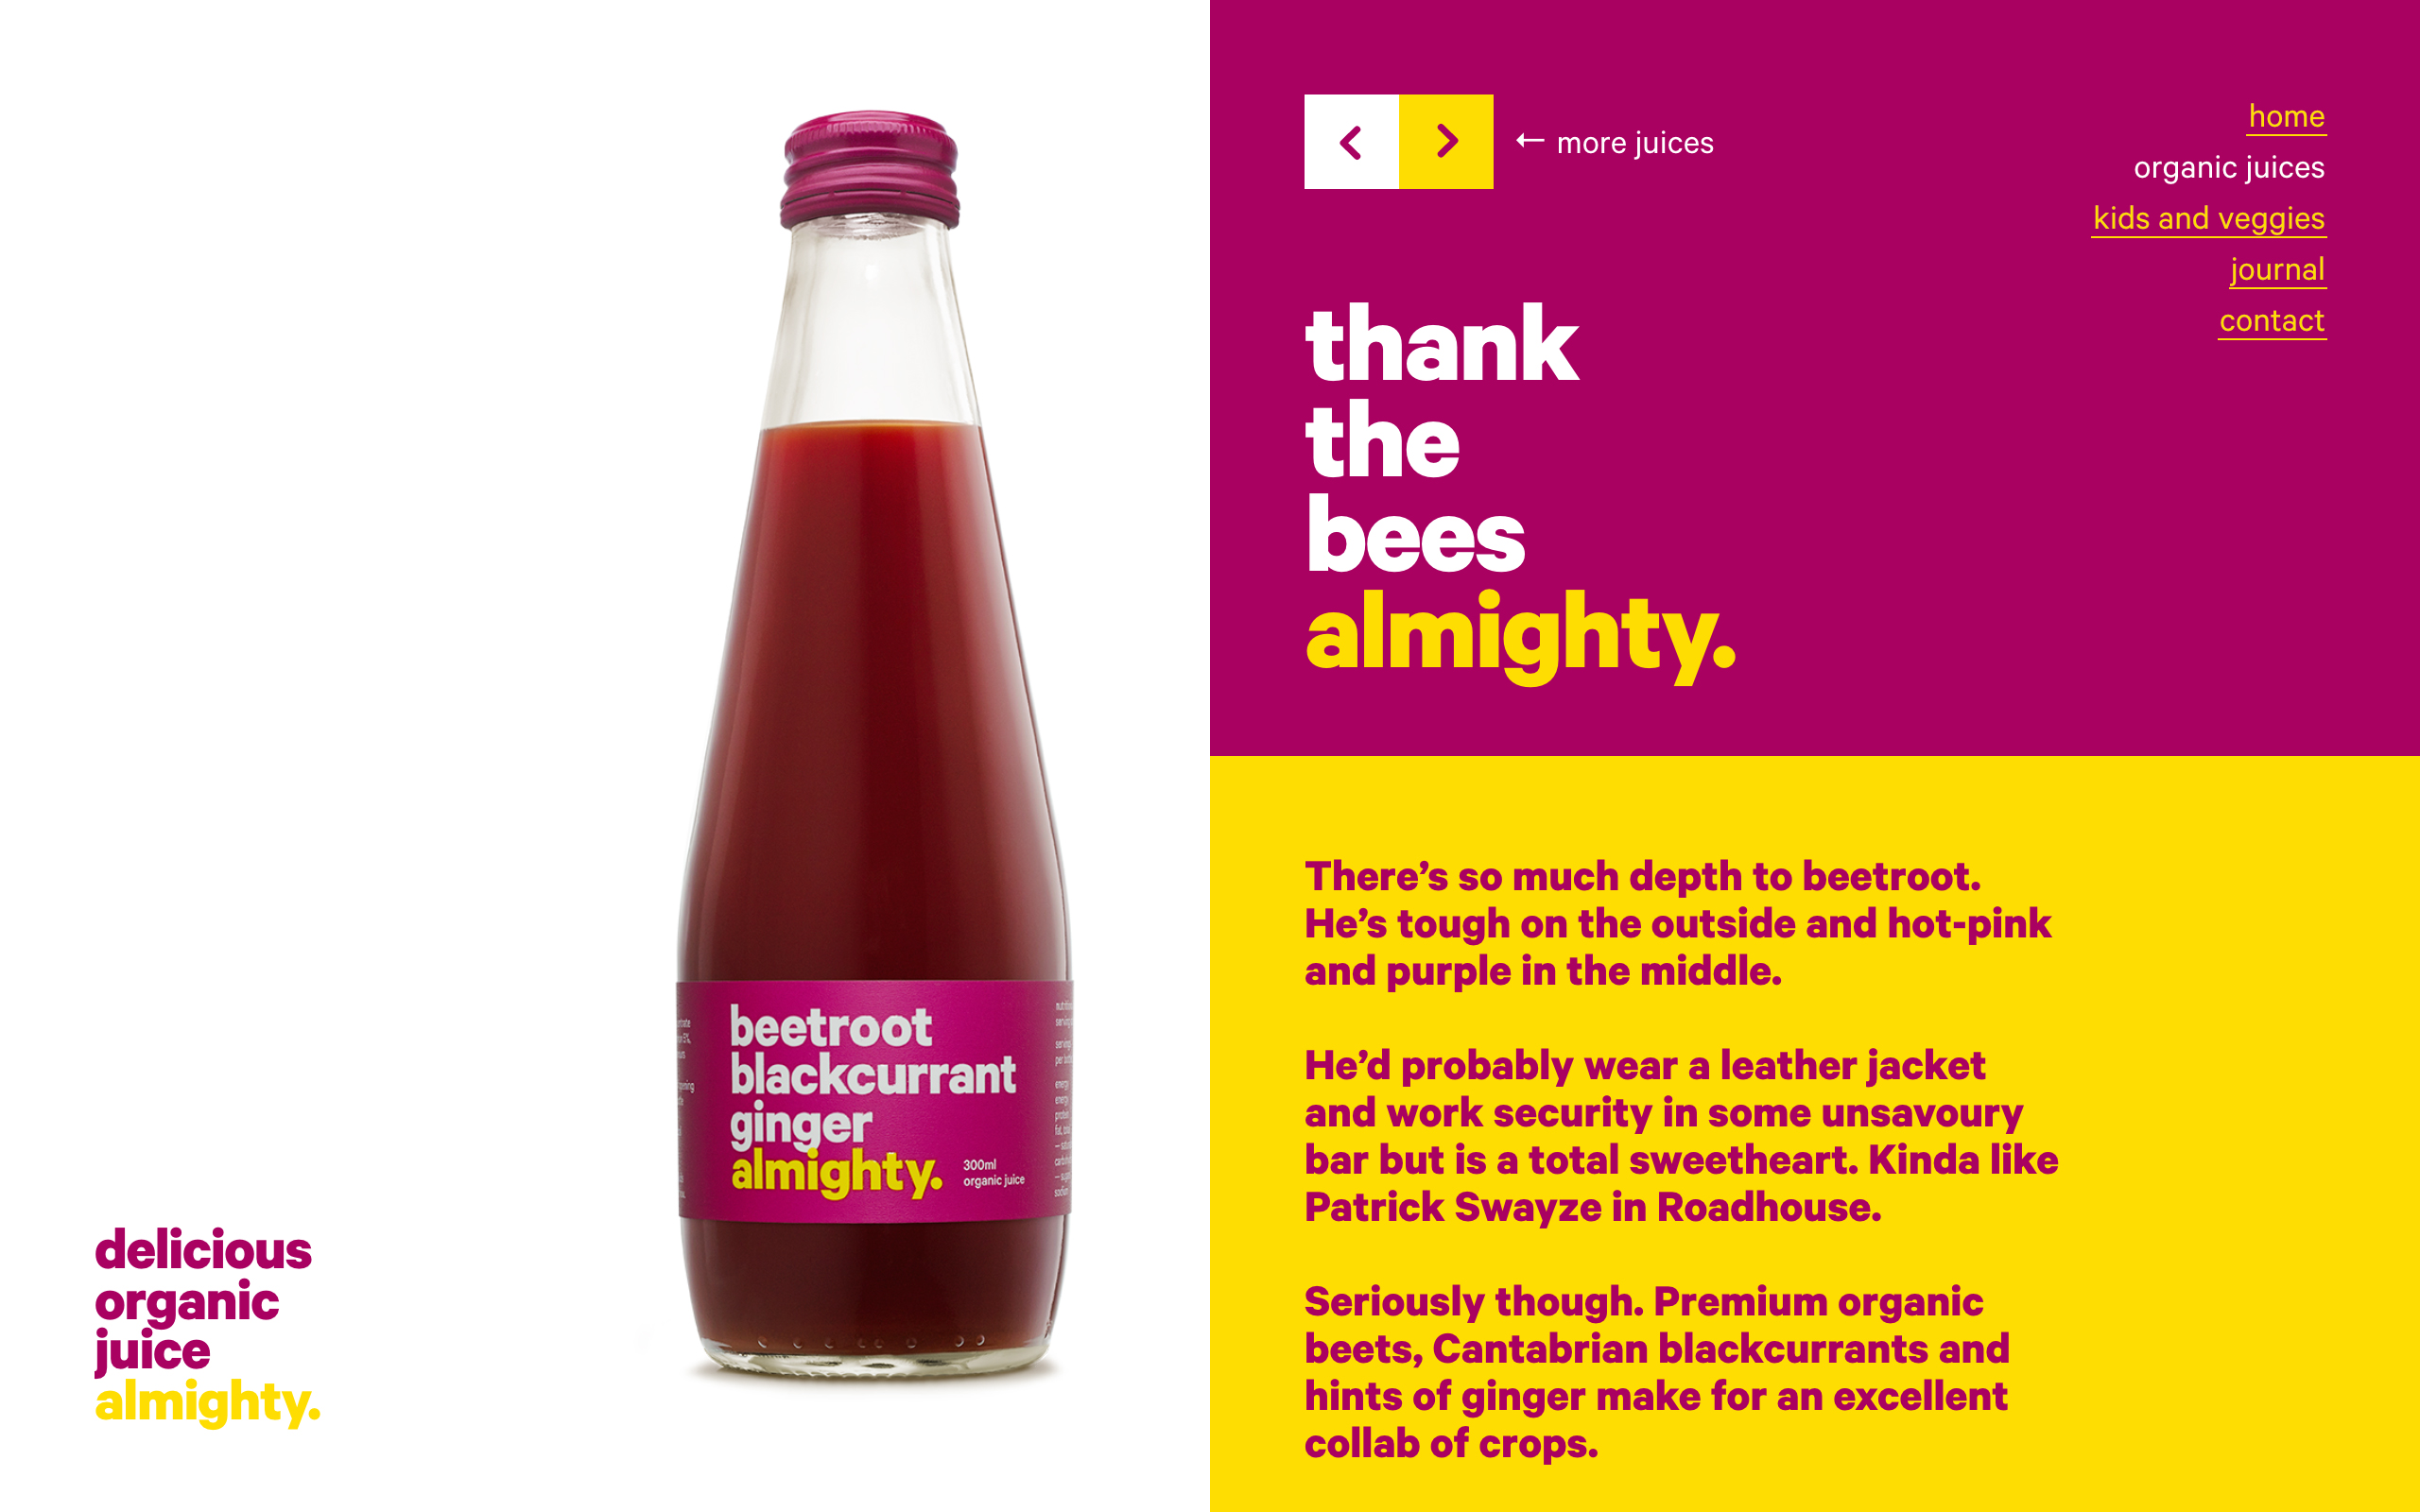 ← more juices
home
organic juices
kids and veggies
journal
contact
thank
the
bees
almighty.
beetroot
blackcurrant
ginger
almighty.
300ml
organic juice
delicious
organic
juice
almighty.
There’s so much depth to beetroot.
He’s tough on the outside and hot-pink
and purple in the middle.
He’d probably wear a leather jacket
and work security in some unsavoury
bar but is a total sweetheart. Kinda like
Patrick Swayze in Roadhouse.
Seriously though. Premium organic
beets, Cantabrian blackcurrants and
hints of ginger make for an excellent
collab of crops.